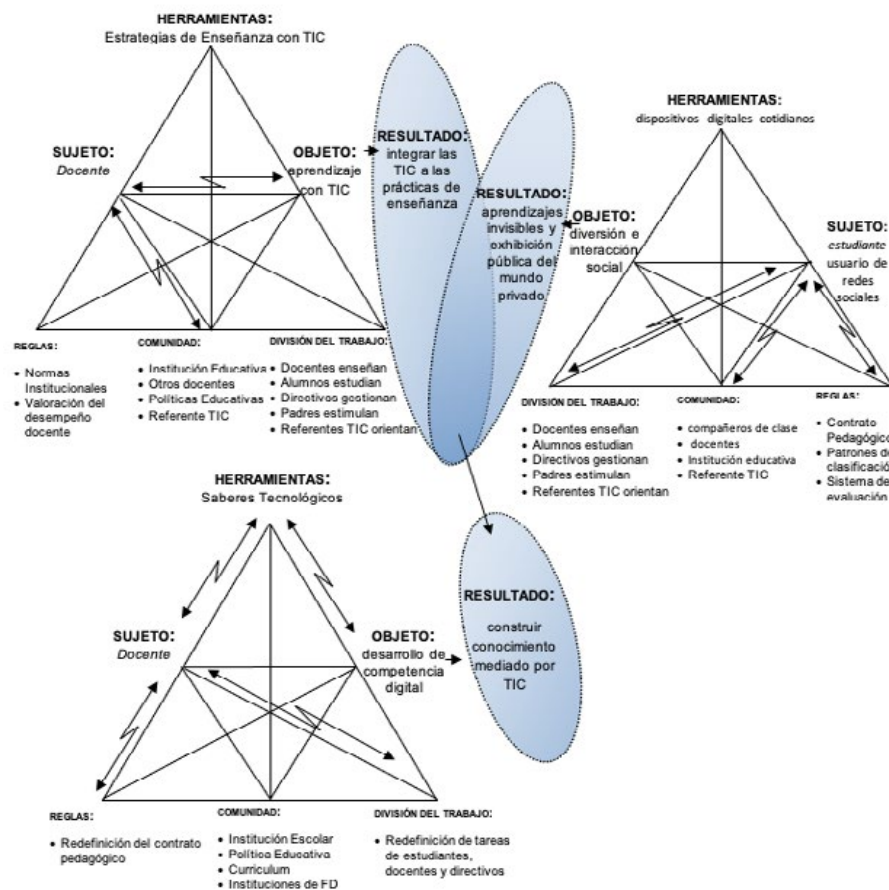 HERRAMIENTAS:
Estrategias de Enseñanza con TIC
SUJETO:
Docente
OBJETO:
aprendizaje
con TIC
RESULTADO:
integrar las
TIC a las
prácticas de
enseñanza
REGLAS:
• Normas
Institucionales
• Valoración del
desempeño
docente
COMUNIDAD:
• Institución Educativa
• Otros docentes
• Políticas Educativas
• Referente TIC
DIVISIÓN DEL TRABAJO:
• Docentes enseñan
• Alumnos estudian
• Directivos gestionan
• Padres estimulan
• Referentes TIC orientan
RESULTADO:
aprendizajes
invisibles y
exhibición
pública del
mundo
privado
HERRAMIENTAS:
dispositivos digitales cotidianos
OBJETO:
diversión e
interacción
social
SUJETO:
estudiante
usuario de
redes
sociales
DIVISIÓN DEL TRABAJO:
• Docentes enseñan
• Alumnos estudian
• Directivos gestionan
• Padres estimulan
• Referentes TIC orientan
COMUNIDAD:
• compañeros de clase
• docentes
• Institución educativa
• Referente TIC
REGLAS:
• Contrato
Pedagógico
• Patrones de
clasificació
• Sistema de
evaluación
HERRAMIENTAS:
Saberes Tecnológicos
SUJETO:
Docente
OBJETO:
desarrollo de
competencia
digital
RESULTADO:
construir
conocimiento
mediado por
TIC
REGLAS:
• Redefinición del contrato
pedagógico
COMUNIDAD:
• Institución Escolar
• Política Educativa
• Curriculum
• Instituciones de FD
DIVISIÓN DEL TRABAJO:
• Redefinición de tareas
de estudiantes,
docentes y directivos